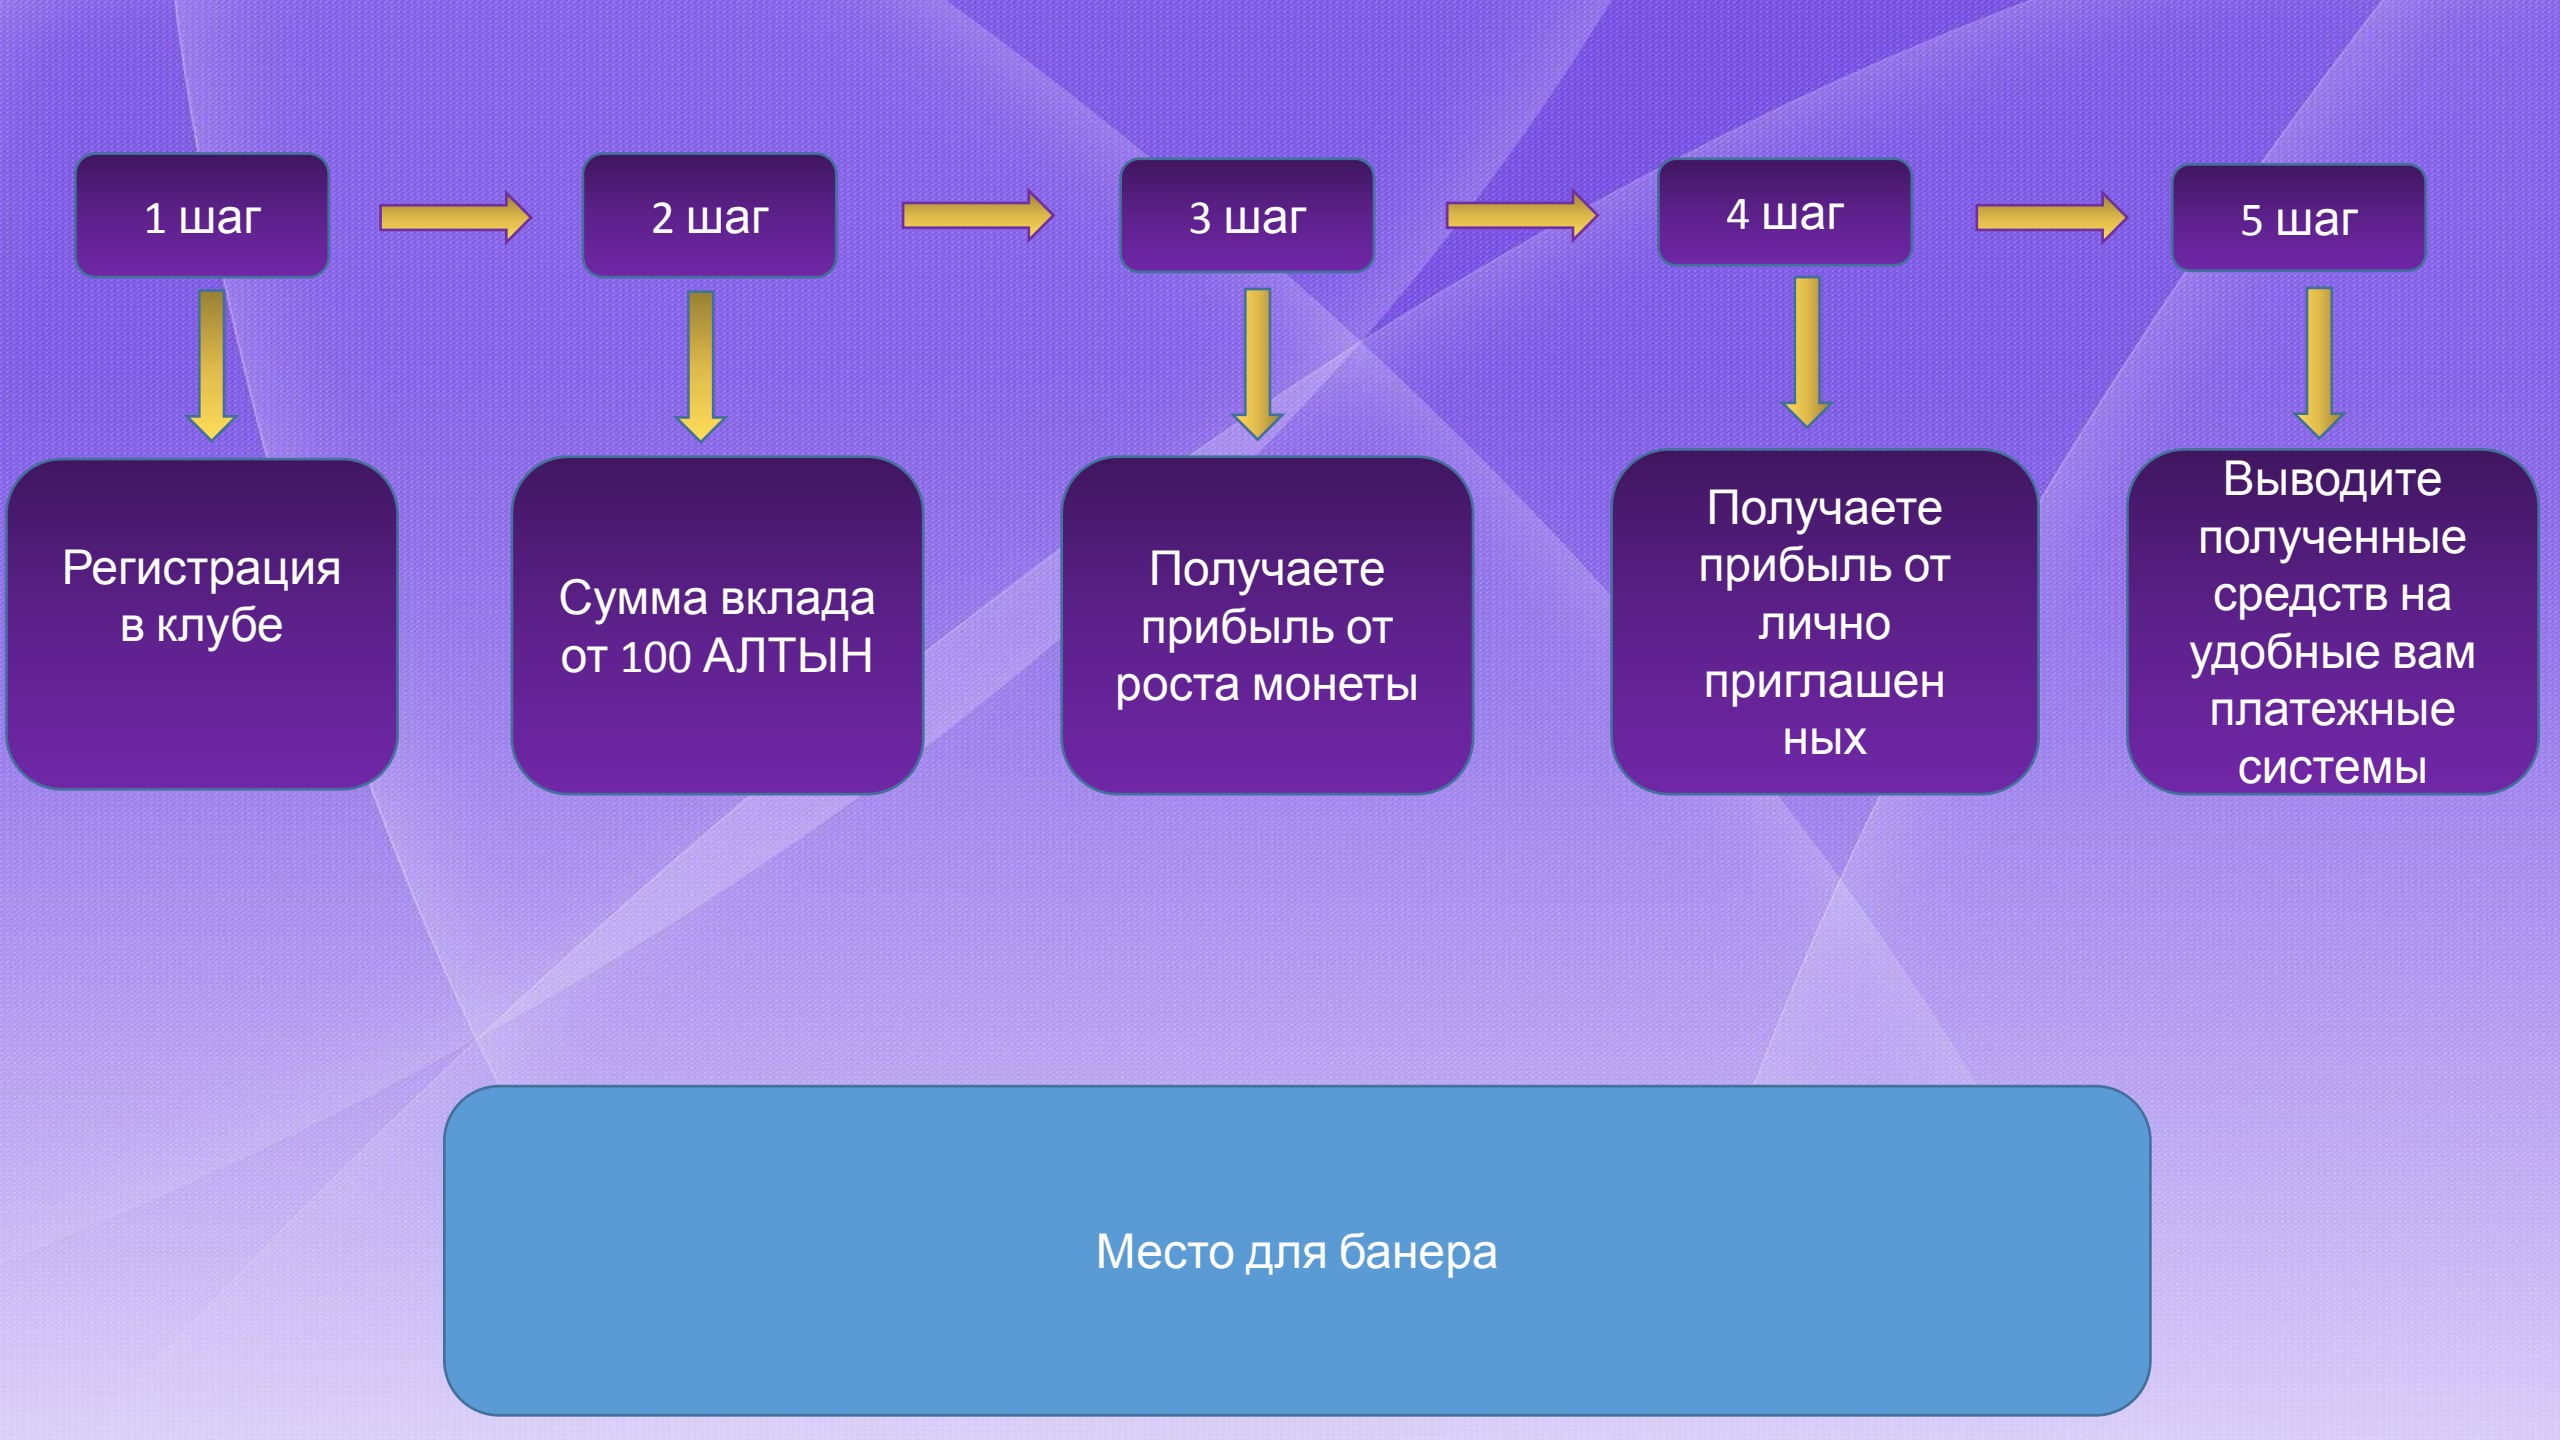 1 шаг
2 шаг
3 шаг
4 шаг
5 шаг
Регистрация
в клубе
Сумма вклада
от 100 АЛТЫН
Получаете
прибыль от
роста монеты
Получаете
прибыль от
лично
приглашен
ных
Выводите
полученные
средств на
удобные вам
платежные
системы
Место для банера